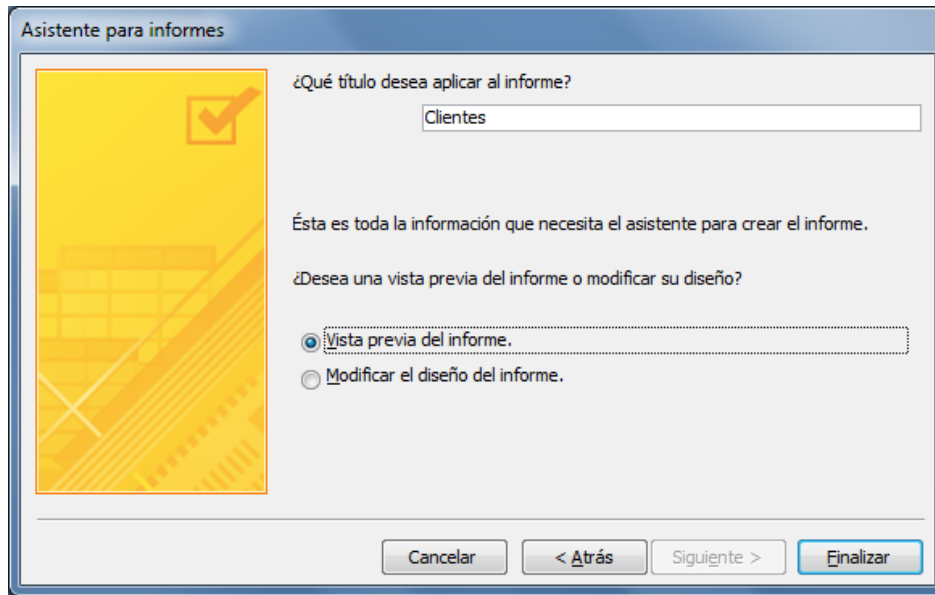 Asistente para informes
¿Qué título desea aplicar al informe?
Clientes
Ésta es toda la información que necesita el asistente para crear el informe.
¿Desea una vista previa del informe o modificar su diseño?
Vista previa del informe.
Modificar el diseño del informe.
Cancelar < Atrás Siguiente > Finalizar